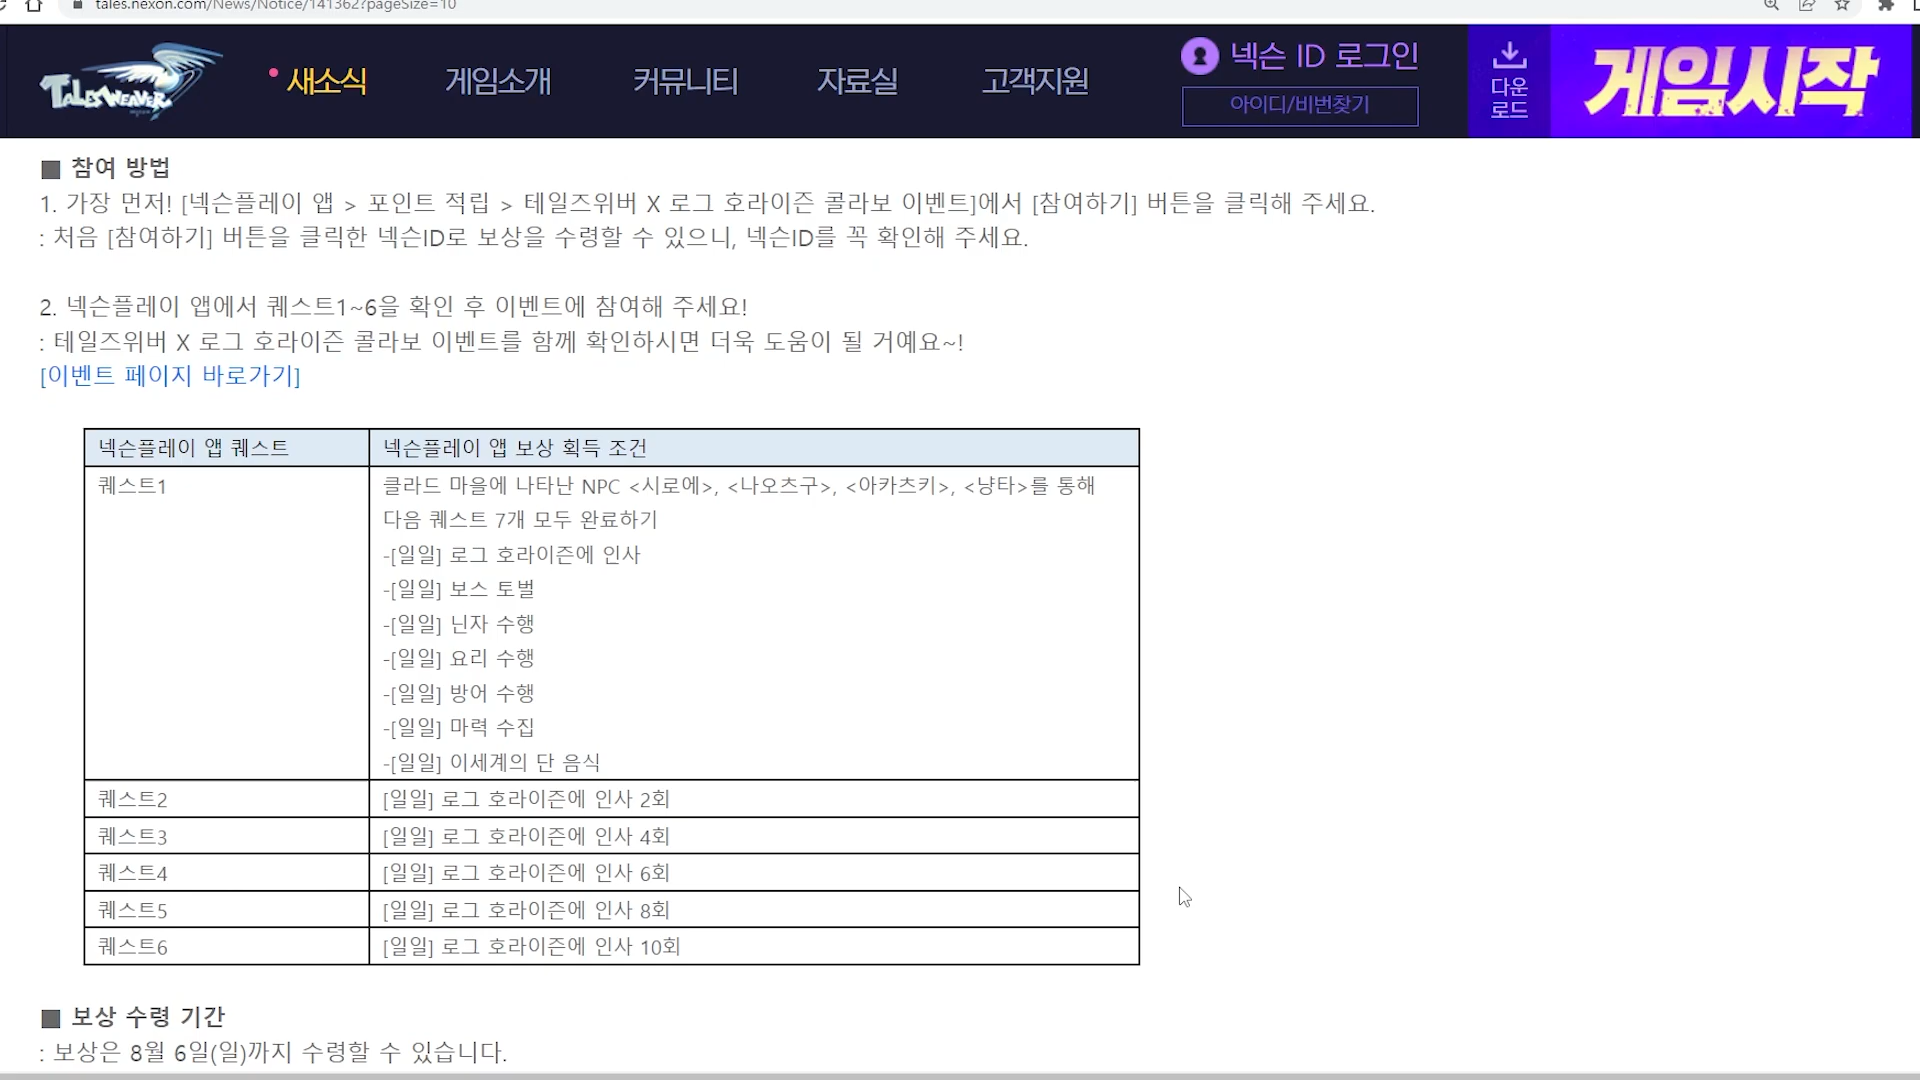 tales.nexon.com/News/Notice/141362?pageSize=10
TALESWEAVER
새소식
게임소개
커뮤니티
자료실
고객지원
넥슨 ID 로그인
아이디/비번찾기
다운
로드
게임시작
■ 참여 방법
1. 가장 먼저! [넥슨플레이 앱 > 포인트 적립 > 테일즈위버 X 로그 호라이즌 콜라보 이벤트]에서 [참여하기] 버튼을 클릭해 주세요.
: 처음 [참여하기] 버튼을 클릭한 넥슨ID로 보상을 수령할 수 있으니, 넥슨ID를 꼭 확인해 주세요.
2. 넥슨플레이 앱에서 퀘스트1~6을 확인 후 이벤트에 참여해 주세요!
: 테일즈위버 X 로그 호라이즌 콜라보 이벤트를 함께 확인하시면 더욱 도움이 될 거예요~!
[이벤트 페이지 바로가기]
넥슨플레이 앱 퀘스트
넥슨플레이 앱 보상 획득 조건
퀘스트1
클라드 마을에 나타난 NPC <시로에>, <나오츠구>, <아카츠키>, <냥타>를 통해
다음 퀘스트 7개 모두 완료하기
-[일일] 로그 호라이즌에 인사
-[일일] 보스 토벌
-[일일] 닌자 수행
-[일일] 요리 수행
-[일일] 방어 수행
-[일일] 마력 수집
-[일일] 이세계의 단 음식
퀘스트2
[일일] 로그 호라이즌에 인사 2회
퀘스트3
[일일] 로그 호라이즌에 인사 4회
퀘스트4
[일일] 로그 호라이즌에 인사 6회
퀘스트5
[일일] 로그 호라이즌에 인사 8회
퀘스트6
[일일] 로그 호라이즌에 인사 10회
■ 보상 수령 기간
: 보상은 8월 6일(일)까지 수령할 수 있습니다.